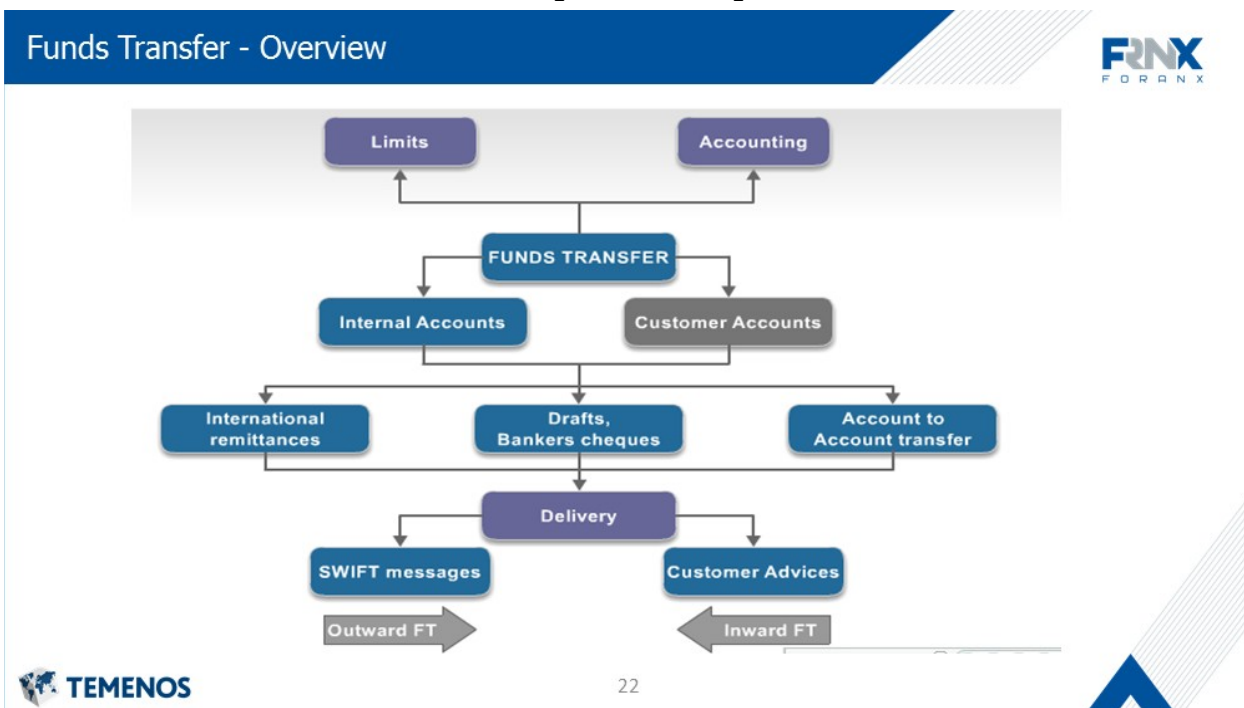 Funds Transfer - Overview
FRNX
FORANX
Limits
Accounting
FUNDS TRANSFER
Internal Accounts
Customer Accounts
International
remittances
Drafts,
Bankers cheques
Account to
Account transfer
Delivery
SWIFT messages
Customer Advices
Outward FT
Inward FT
TEMENOS
22